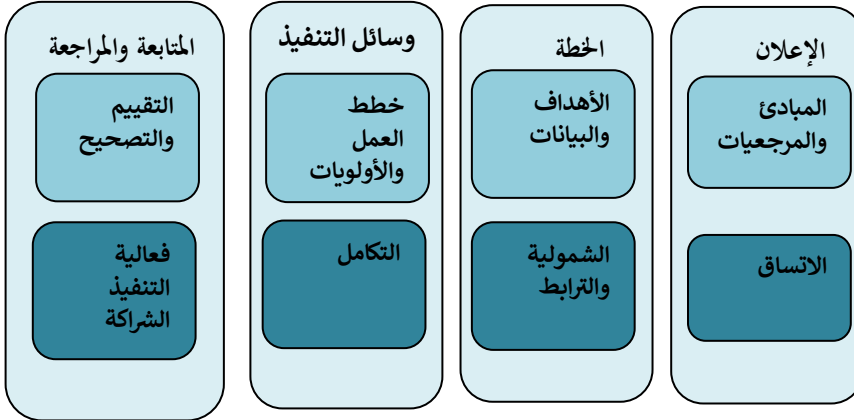 الإعلان
المبادئ
والمرجعيات
الاتساق
الخطة
الأهداف
والبيانات
الشمولية
والترابط
وسائل التنفيذ
خطط
العمل
والأولويات
التكامل
المتابعة والمراجعة
التقييم
والتصحيح
فعالية
التنفيذ
الشراكة